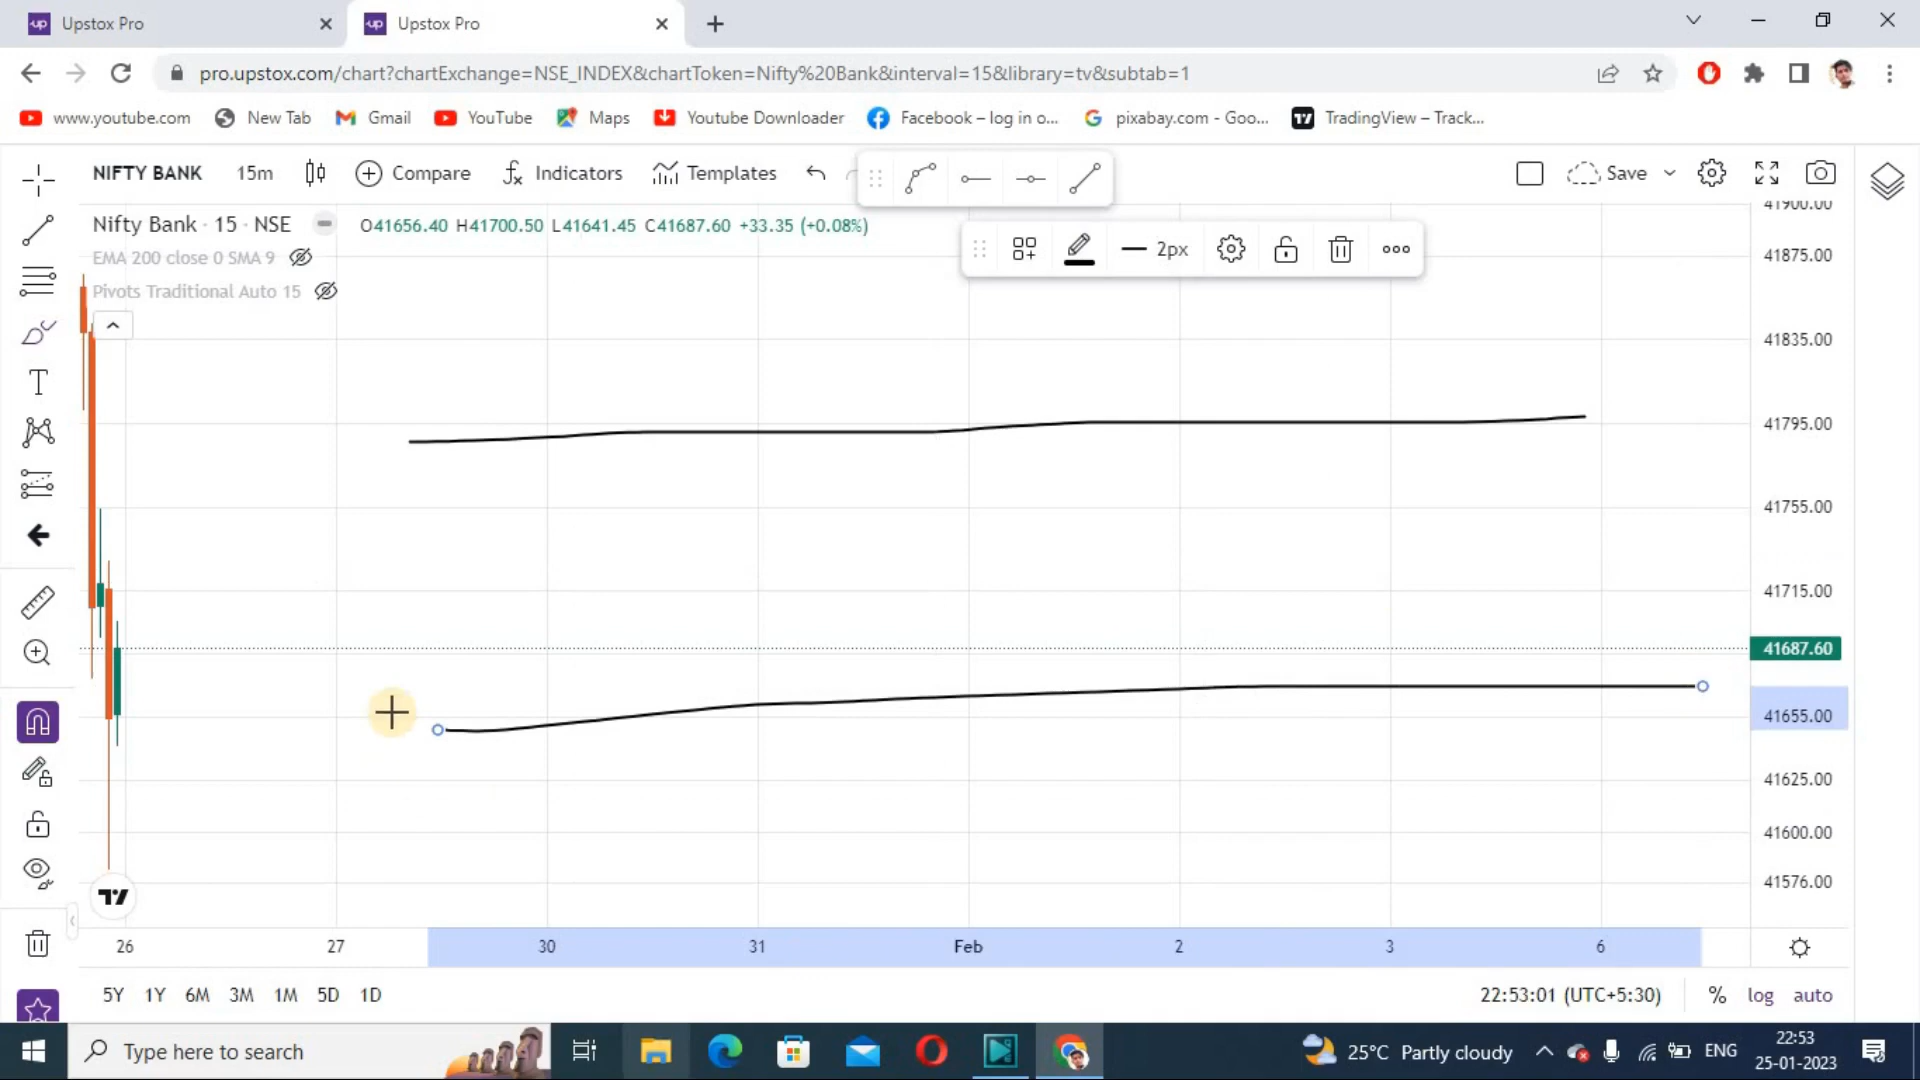 Upstox Pro
Upstox Pro
pro.upstox.com/chart?chartExchange=NSE_INDEX&chartToken=Nifty%20Bank&interval=15&library=tv&subtab=1
www.youtube.com New Tab Gmail YouTube Maps Youtube Downloader Facebook – log in o... pixabay.com - Goo... TradingView – Track...
NIFTY BANK 15m Compare Indicators Templates Save
Nifty Bank · 15 · NSE O41656.40 H41700.50 L41641.45 C41687.60 +33.35 (+0.08%)
2px
EMA 200 close 0 SMA 9
Pivots Traditional Auto 15
41900.00
41875.00
41835.00
41795.00
41755.00
41715.00
41687.60
41655.00
41625.00
41600.00
41576.00
26 27 30 31 Feb 2 3 6
5Y 1Y 6M 3M 1M 5D 1D 22:53:01 (UTC+5:30) % log auto
Type here to search
25°C Partly cloudy ENG
22:53
25-01-2023